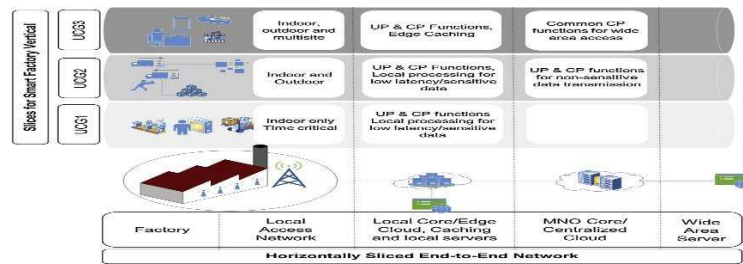 Slices for Smart Factory Vertical
UCG3
Indoor,
outdoor and
multisite
UP & CP Functions,
Edge Caching
Common CP
functions for wide
area access
UCG2
Indoor and
Outdoor
UP & CP Functions,
Local processing for
low latency/sensitive
data
UP & CP functions
for non-sensitive
data transmission
UCG1
Indoor only
Time critical
UP & CP functions
Local processing for
low latency/sensitive
data
Factory
Local
Access
Network
Local Core/Edge
Cloud, Caching
and local servers
MNO Core/
Centralized
Cloud
Wide
Area
Server
Horizontally Sliced End-to-End Network